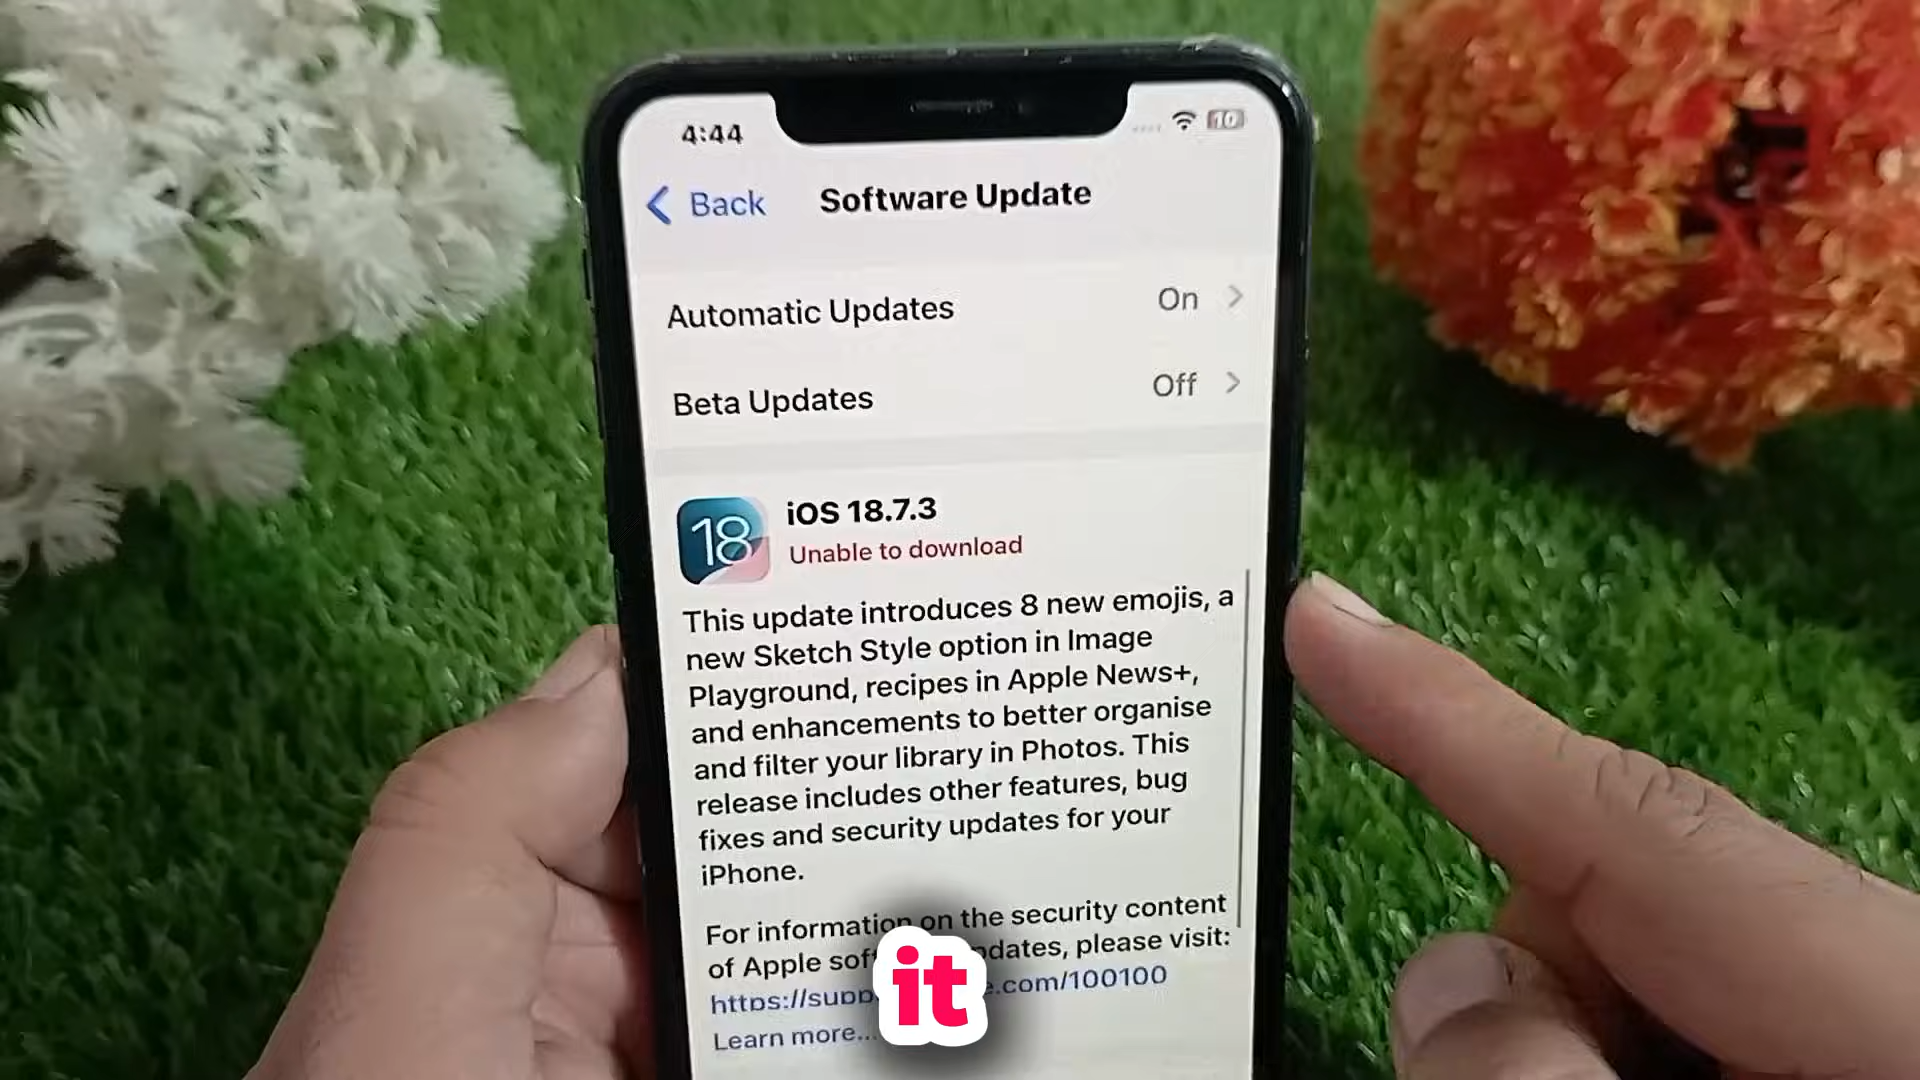 4:44
10
Back
Software Update
Automatic Updates On
Beta Updates Off
18
iOS 18.7.3
Unable to download
This update introduces 8 new emojis, a
new Sketch Style option in Image
Playground, recipes in Apple News+,
and enhancements to better organise
and filter your library in Photos. This
release includes other features, bug
fixes and security updates for your
iPhone.
For information on the security content
of Apple sof pdates, please visit:
https://supp e.com/100100
Learn more...
it